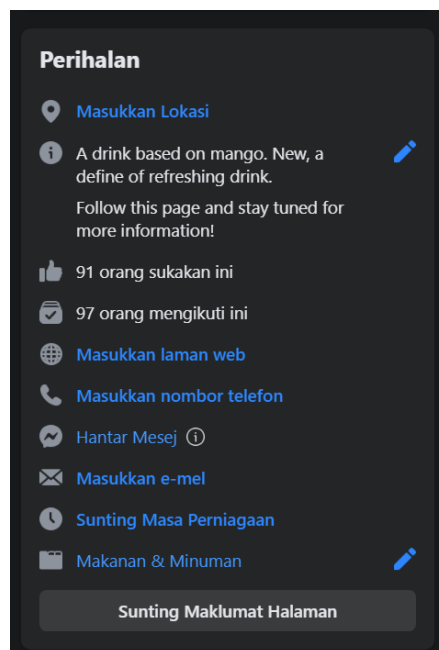 Perihalan
Masukkan Lokasi
A drink based on mango. New, a
define of refreshing drink.
Follow this page and stay tuned for
more information!
91 orang sukakan ini
97 orang mengikuti ini
Masukkan laman web
Masukkan nombor telefon
Hantar Mesej
Masukkan e-mel
Sunting Masa Perniagaan
Makanan & Minuman
Sunting Maklumat Halaman